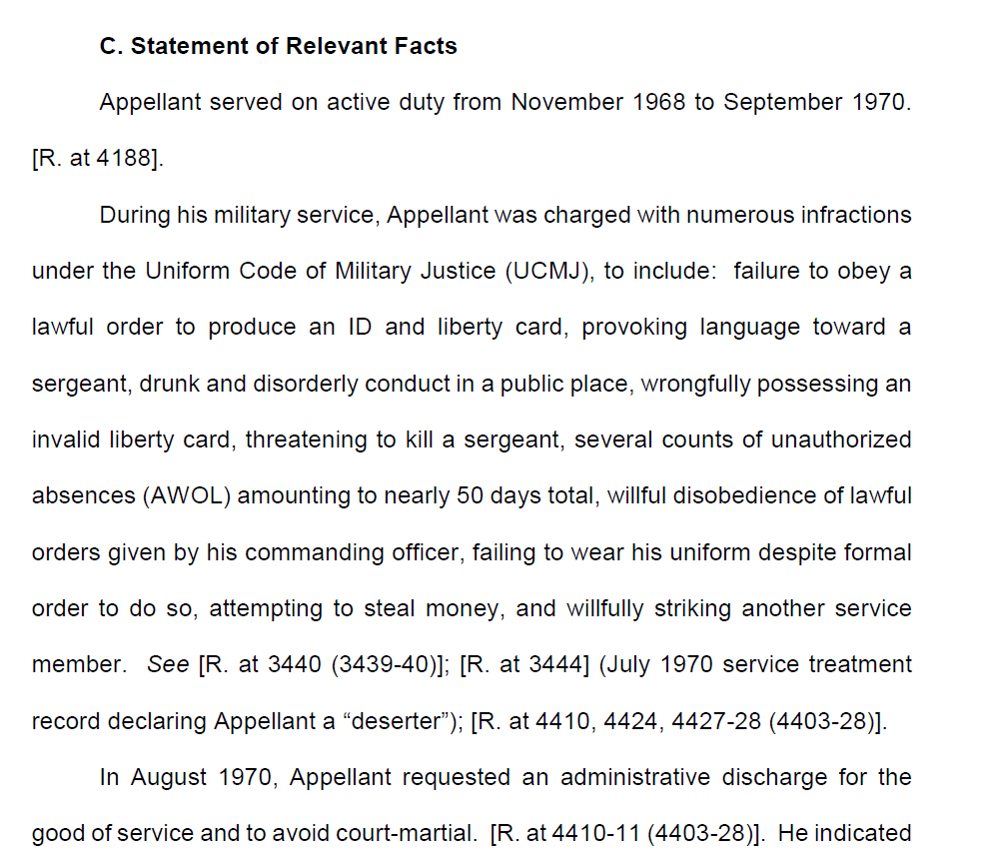 C. Statement of Relevant Facts
Appellant served on active duty from November 1968 to September 1970.
[R. at 4188].
During his military service, Appellant was charged with numerous infractions
under the Uniform Code of Military Justice (UCMJ), to include:  failure to obey a
lawful order to produce an ID and liberty card, provoking language toward a
sergeant, drunk and disorderly conduct in a public place, wrongfully possessing an
invalid liberty card, threatening to kill a sergeant, several counts of unauthorized
absences (AWOL) amounting to nearly 50 days total, willful disobedience of lawful
orders given by his commanding officer, failing to wear his uniform despite formal
order to do so, attempting to steal money, and willfully striking another service
member.  See [R. at 3440 (3439-40)]; [R. at 3444] (July 1970 service treatment
record declaring Appellant a “deserter”); [R. at 4410, 4424, 4427-28 (4403-28)].
In August 1970, Appellant requested an administrative discharge for the
good of service and to avoid court-martial.  [R. at 4410-11 (4403-28)].  He indicated